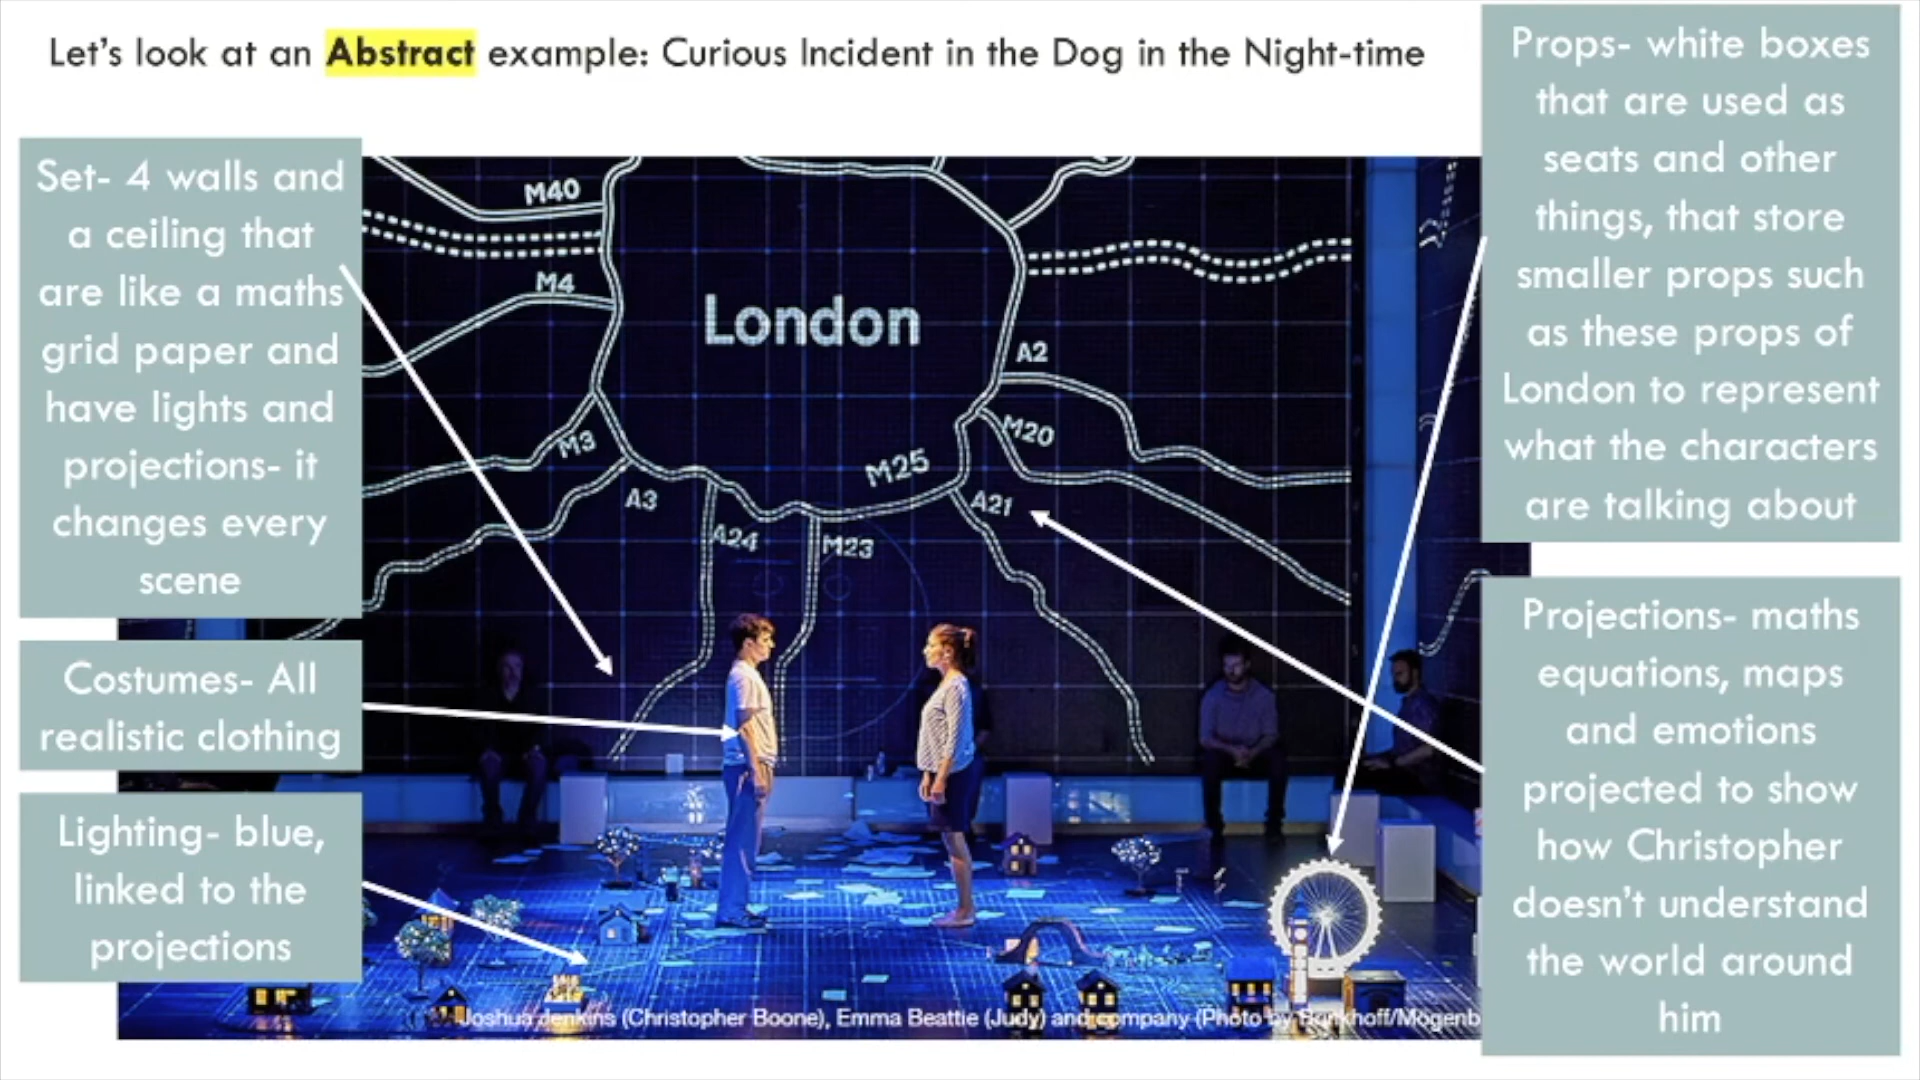 Let's look at an Abstract example: Curious Incident in the Dog in the Night-time
Set- 4 walls and
a ceiling that
are like a maths
grid paper and
have lights and
projections- it
changes every
scene
Costumes- All
realistic clothing
Lighting- blue,
linked to the
projections
M40
M4
London
A2
M3
M20
M25
A3
A21
A24
M23
Joshua Jenkins (Christopher Boone), Emma Beattie (Judy) and company (Photo by
Props- white boxes
that are used as
seats and other
things, that store
smaller props such
as these props of
London to represent
what the characters
are talking about
Projections- maths
equations, maps
and emotions
projected to show
how Christopher
doesn't understand
the world around
him